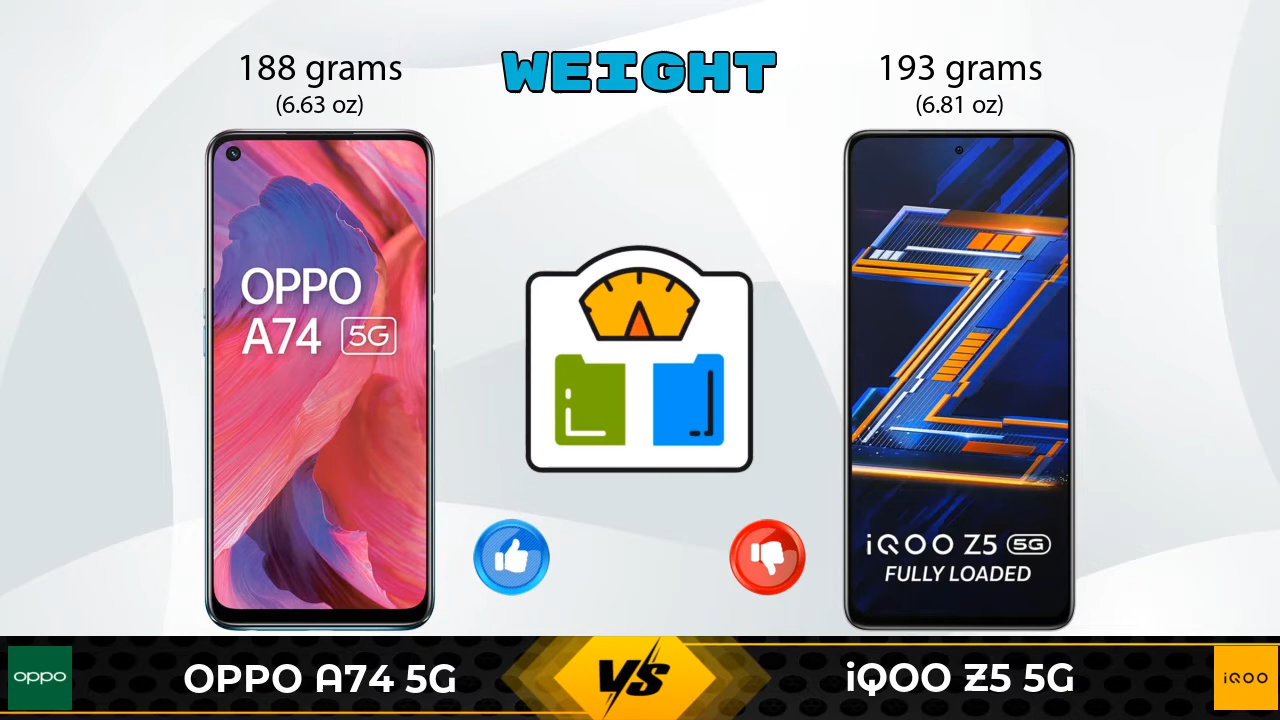 WEIGHT
188 grams
(6.63 oz)
193 grams
(6.81 oz)
OPPO
A74 5G
iQOO Z5 5G
FULLY LOADED
oppo
OPPO A74 5G
VS
iQOO Z5 5G
iQOO